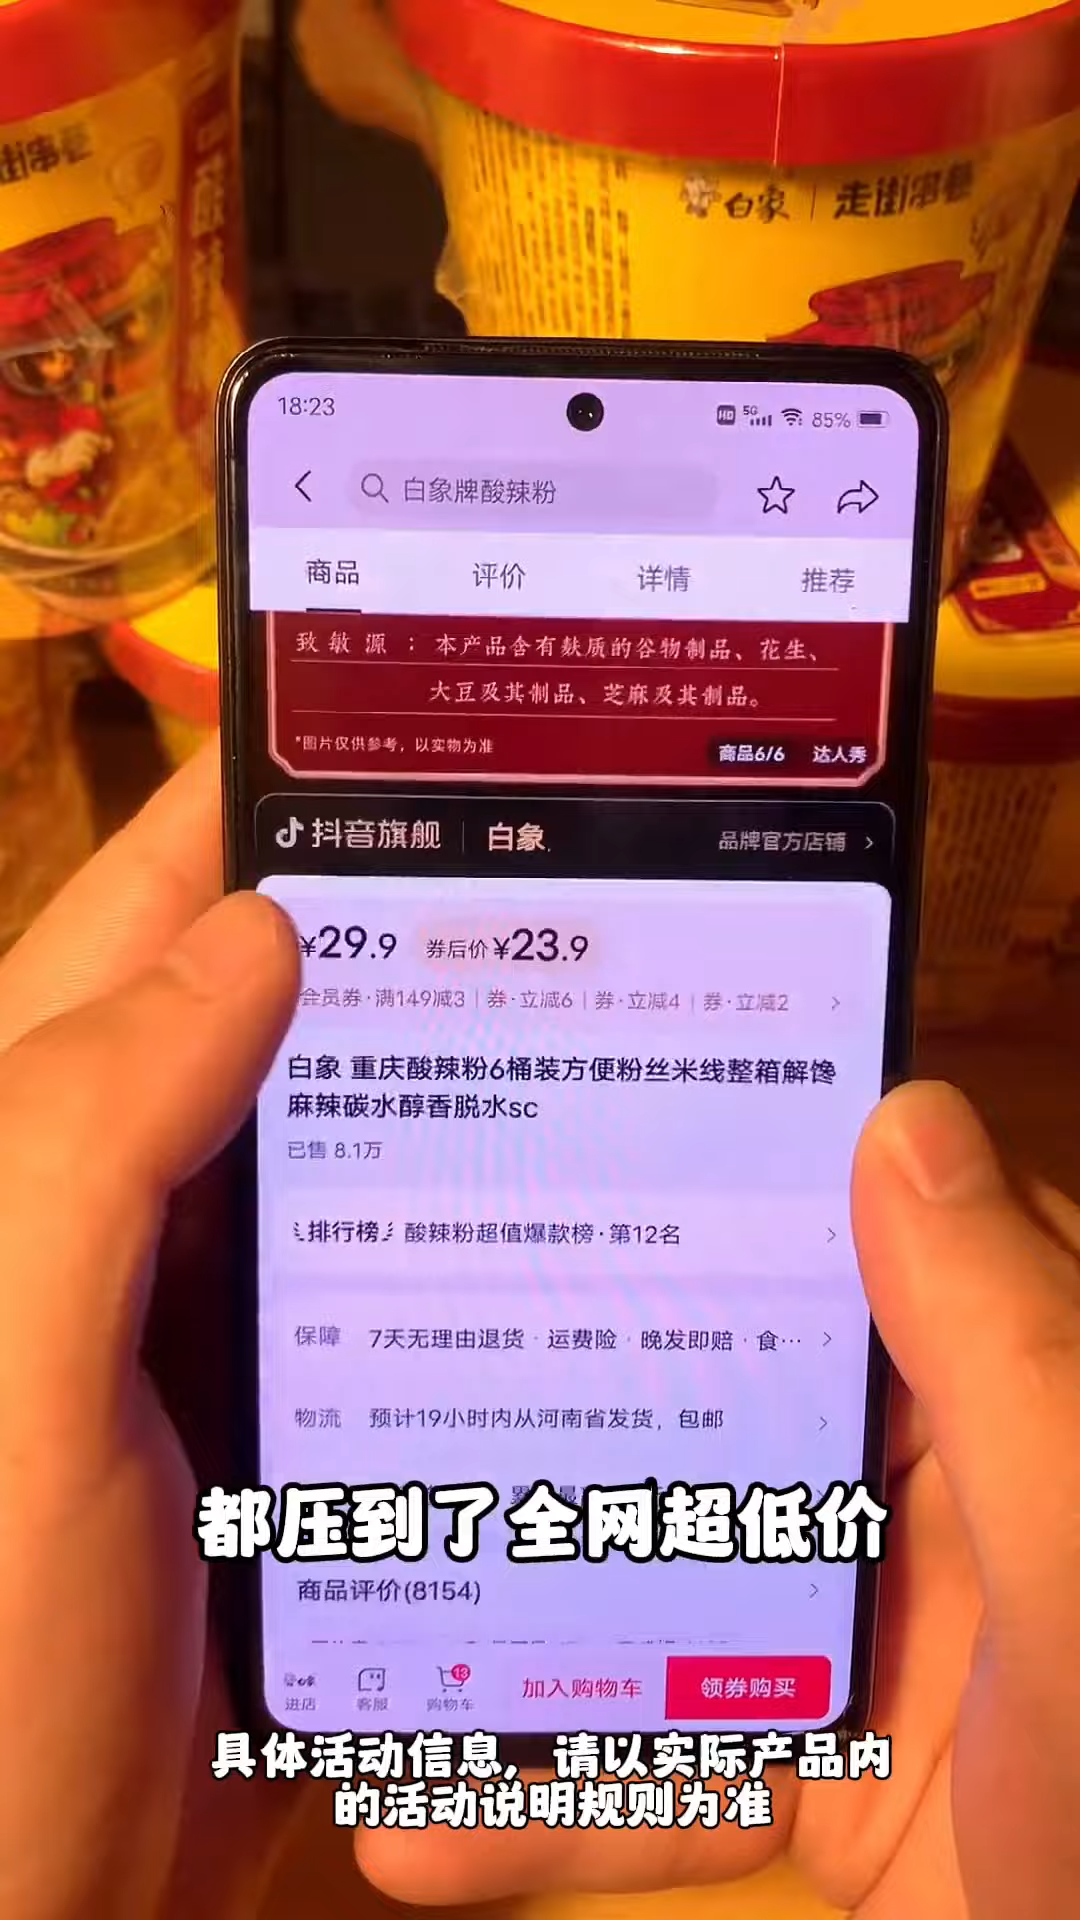 白象 | 走街串巷
18:23
HD 5G 85%
白象牌酸辣粉
商品 评价 详情 推荐
致敏源：本产品含有麸质的谷物制品、花生、
大豆及其制品、芝麻及其制品。
*图片仅供参考，以实物为准
商品6/6 达人秀
抖音旗舰 | 白象 品牌官方店铺
¥29.9 券后价¥23.9
会员券·满149减3 | 券·立减6 | 券·立减4 | 券·立减2
白象 重庆酸辣粉6桶装方便粉丝米线整箱解馋
麻辣碳水醇香脱水sc
已售 8.1万
排行榜 酸辣粉超值爆款榜·第12名
保障 7天无理由退货 · 运费险 · 晚发即赔 · 食…
物流 预计19小时内从河南省发货，包邮
都压到了全网超低价
商品评价(8154)
进店 客服 13 购物车 加入购物车 领券购买
具体活动信息，请以实际产品内
的活动说明规则为准